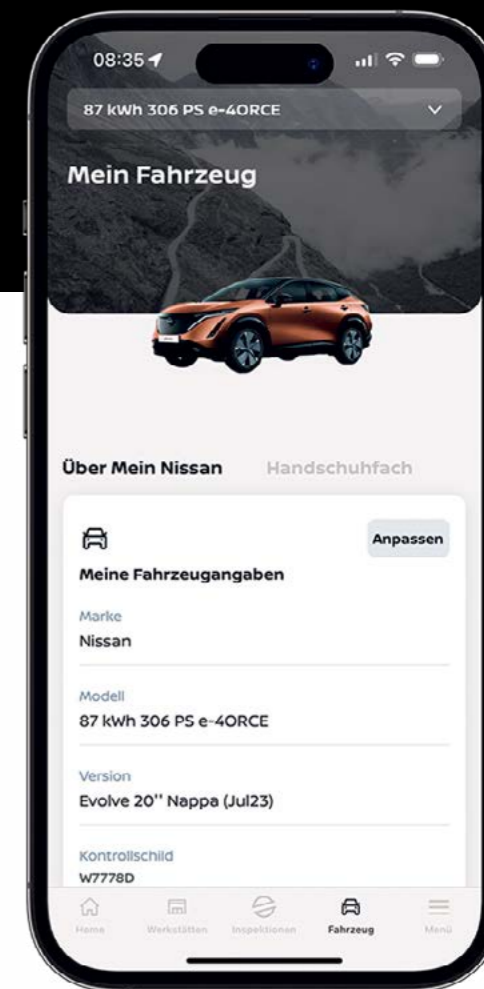 08:35
87 kWh 306 PS e-4ORCE
Mein Fahrzeug
Über Mein Nissan
Handschuhfach
Anpassen
Meine Fahrzeugangaben
Marke
Nissan
Modell
87 kWh 306 PS e-4ORCE
Version
Evolve 20'' Nappa (Jul23)
Kontrollschild
W7778D
Home
Werkstätten
Inspektionen
Fahrzeug
Menü